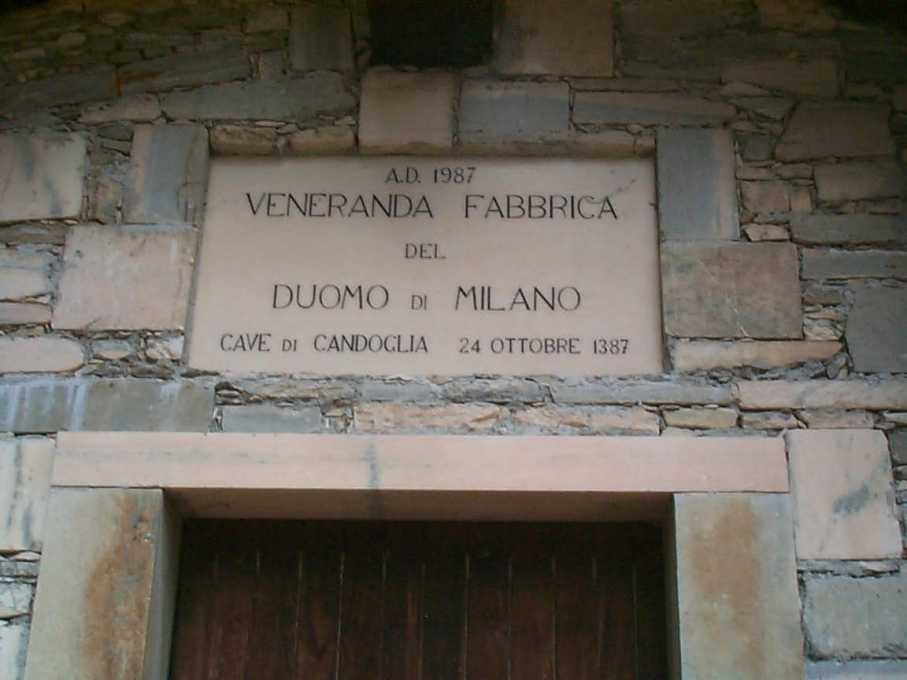 A.D. 1987
VENERANDA FABBRICA
DEL
DUOMO DI MILANO
CAVE DI CANDOGLIA 24 OTTOBRE 1387